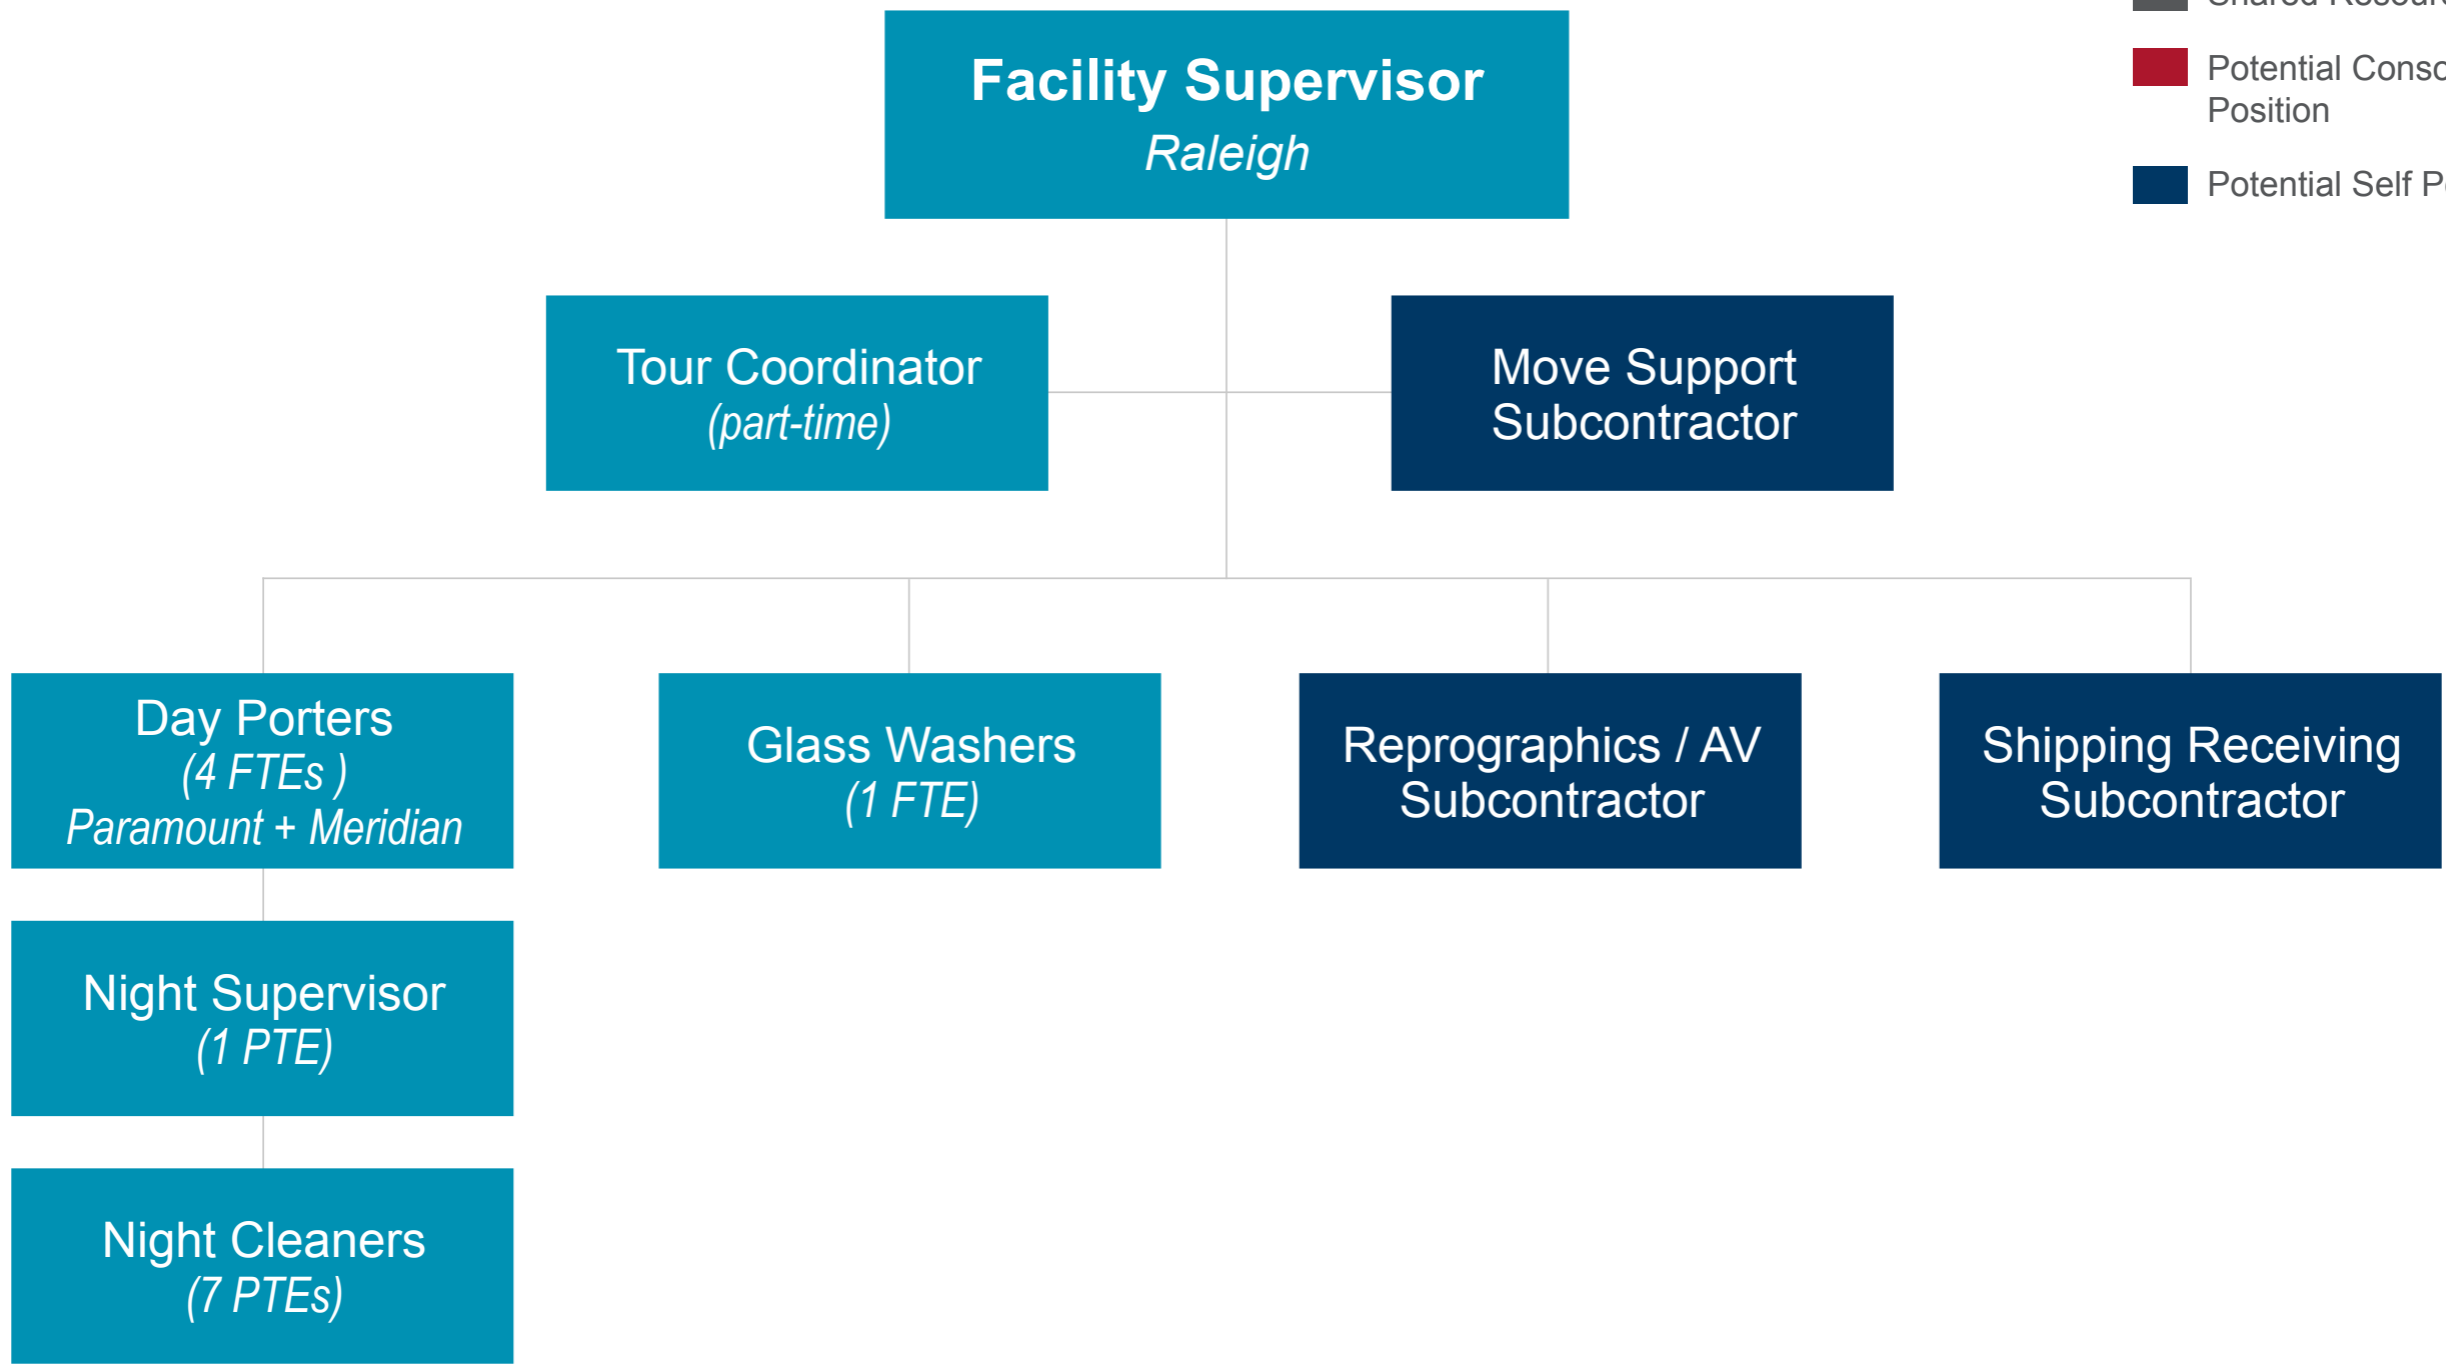 Facility Supervisor
Raleigh
Potential
Position
Potential Self
Tour Coordinator
(part-time)
Move Support
Subcontractor
Day Porters
(4 FTEs )
Paramount + Meridian
Glass Washers
(1 FTE)
Reprographics / AV
Subcontractor
Shipping Receiving
Subcontractor
Night Supervisor
(1 PTE)
Night Cleaners
(7 PTEs)